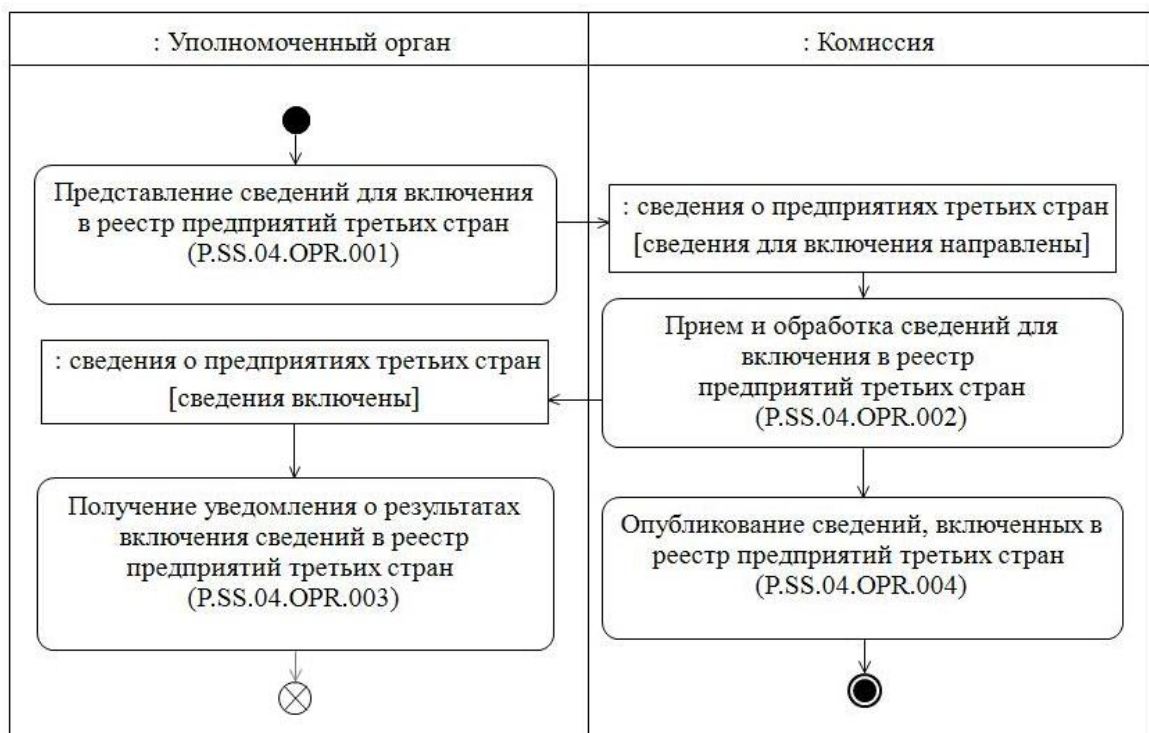 : Уполномоченный орган
: Комиссия
Представление сведений для включения
в реестр предприятий третьих стран
(P.SS.04.OPR.001)
: сведения о предприятиях третьих стран
[сведения для включения направлены]
Прием и обработка сведений для
включения в реестр
предприятий третьих стран
(P.SS.04.OPR.002)
: сведения о предприятиях третьих стран
[сведения включены]
Получение уведомления о результатах
включения сведений в реестр
предприятий третьих стран
(P.SS.04.OPR.003)
Опубликование сведений, включенных в
реестр предприятий третьих стран
(P.SS.04.OPR.004)